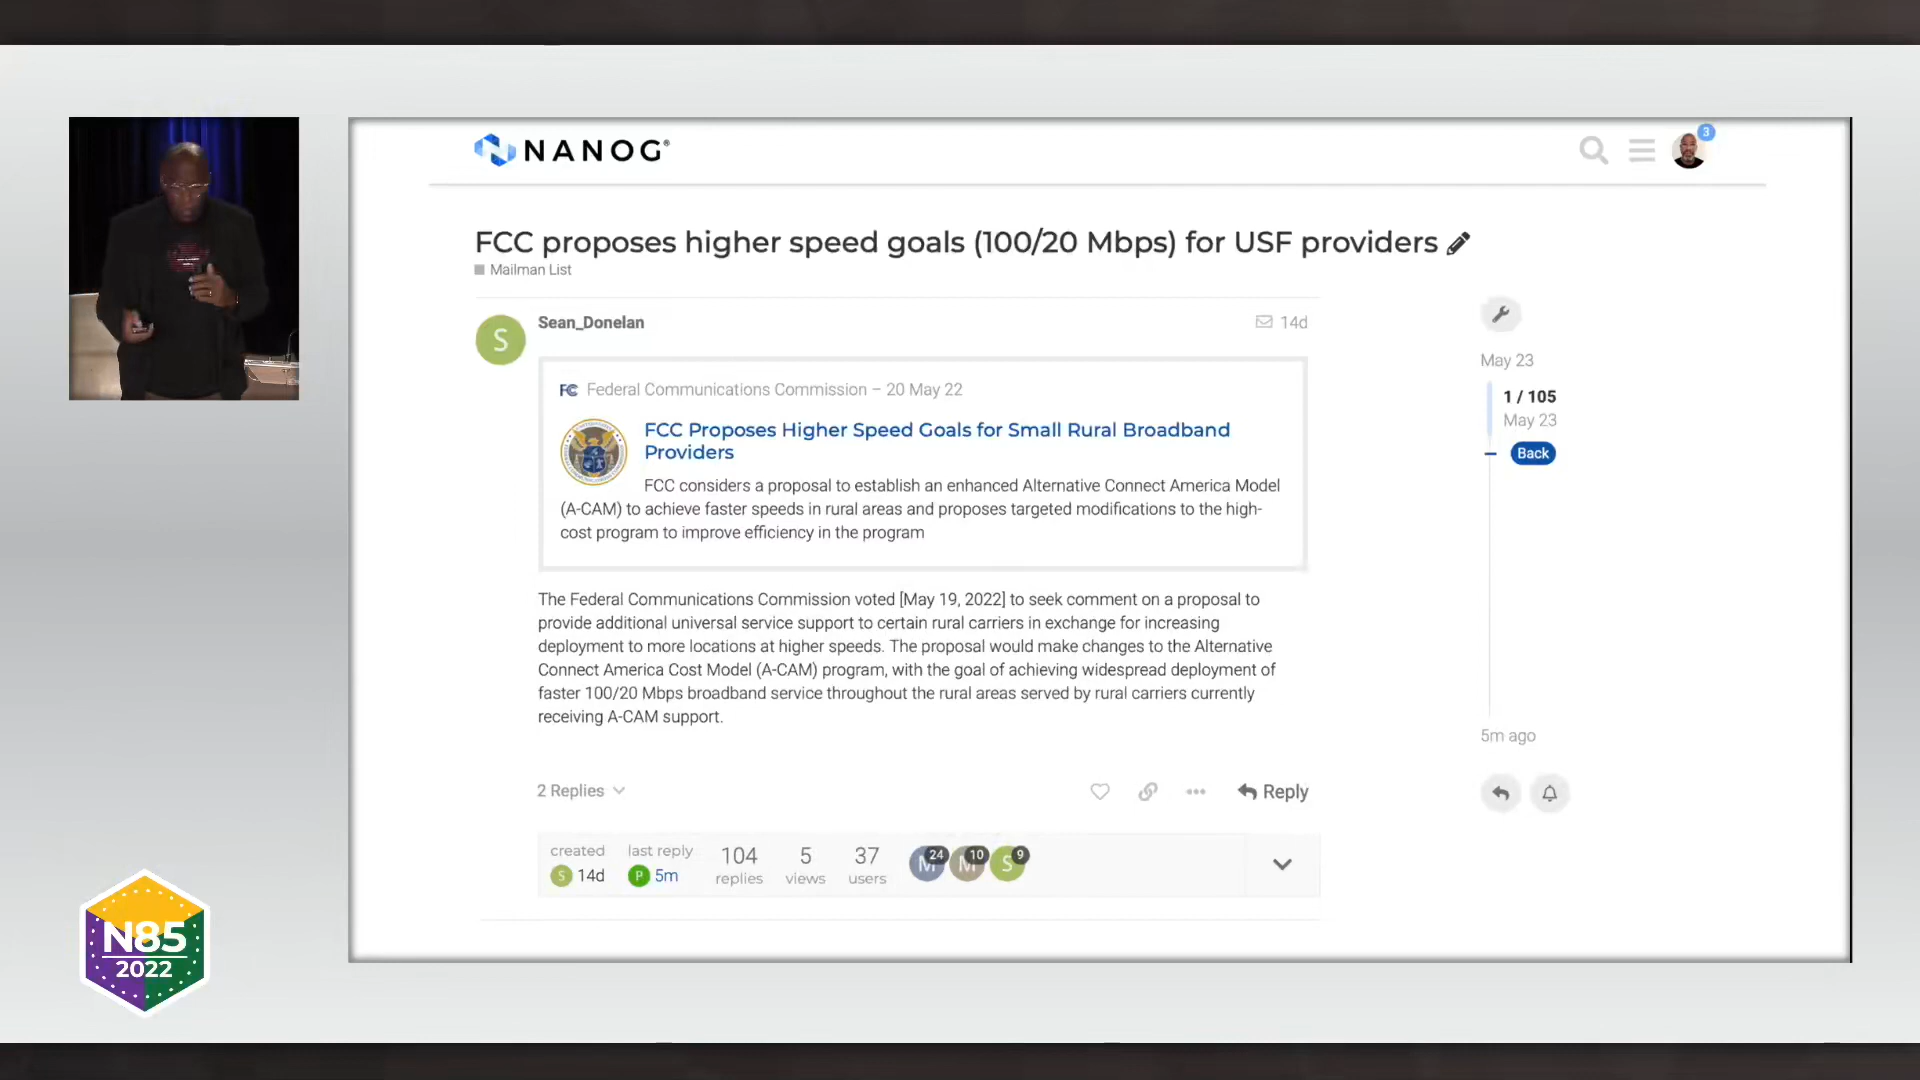 NANOG®
3
FCC proposes higher speed goals (100/20 Mbps) for USF providers
Mailman List
S
Sean_Donelan
14d
FC Federal Communications Commission – 20 May 22
FCC Proposes Higher Speed Goals for Small Rural Broadband
Providers
FCC considers a proposal to establish an enhanced Alternative Connect America Model
(A-CAM) to achieve faster speeds in rural areas and proposes targeted modifications to the high-
cost program to improve efficiency in the program
The Federal Communications Commission voted [May 19, 2022] to seek comment on a proposal to
provide additional universal service support to certain rural carriers in exchange for increasing
deployment to more locations at higher speeds. The proposal would make changes to the Alternative
Connect America Cost Model (A-CAM) program, with the goal of achieving widespread deployment of
faster 100/20 Mbps broadband service throughout the rural areas served by rural carriers currently
receiving A-CAM support.
2 Replies
Reply
May 23
1 / 105
May 23
Back
5m ago
created
S 14d
last reply
P 5m
104
replies
5
views
37
users
M 24
M 10
S 9
N85
2022